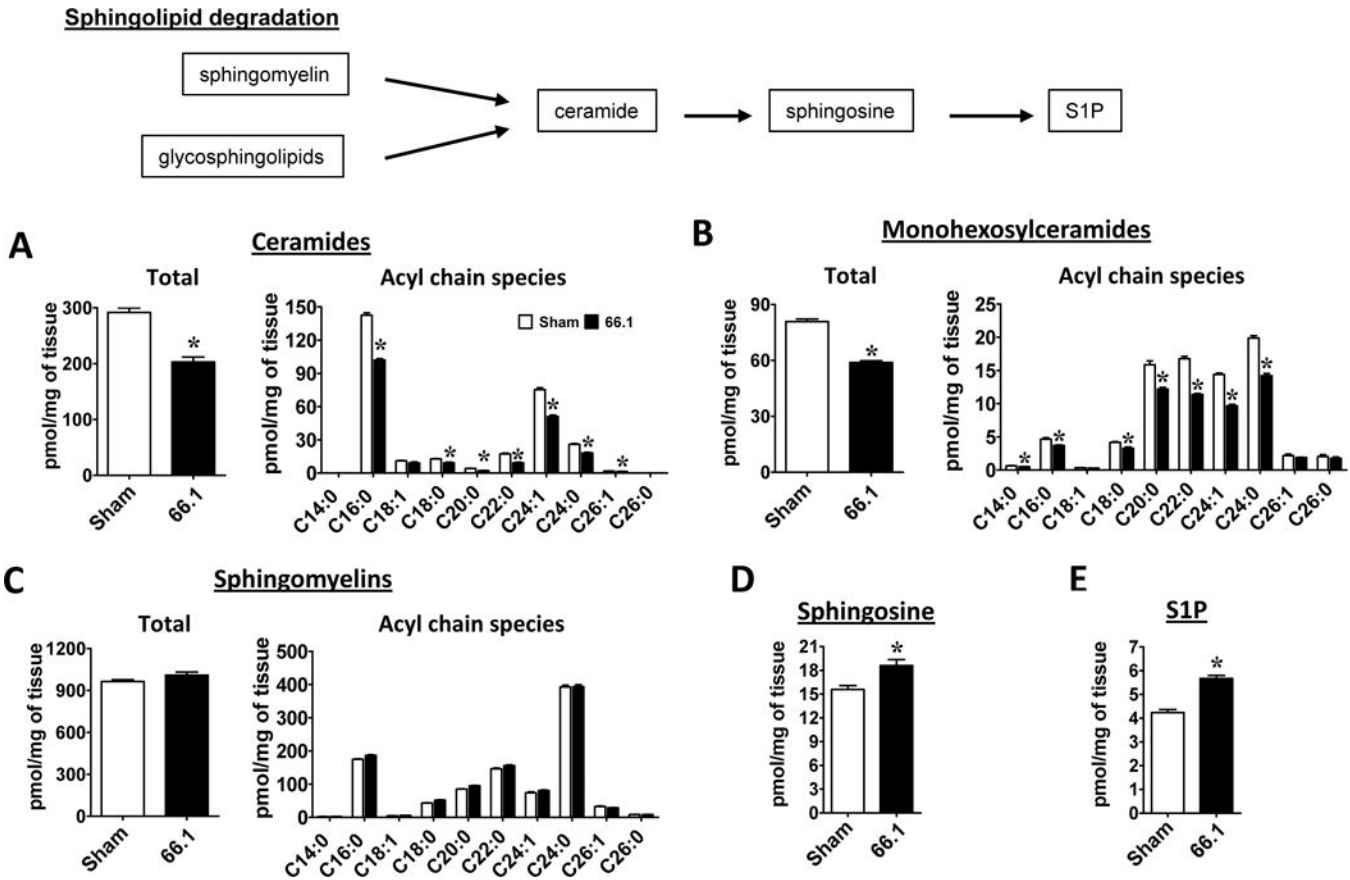 Sphingolipid degradation
sphingomyelin
glycosphingolipids
ceramide
sphingosine
S1P
A
Ceramides
Total
pmol/mg of tissue
300
200
100
0
Sham
66.1
*
Acyl chain species
pmol/mg of tissue
150
120
90
60
30
0
Sham 66.1
* * * * * * *
C14:0 C16:0 C18:1 C18:0 C20:0 C22:0 C24:1 C24:0 C26:1 C26:0
B
Monohexosylceramides
Total
pmol/mg of tissue
90
60
30
0
Sham
66.1
*
Acyl chain species
pmol/mg of tissue
25
20
15
10
5
0
* * * * * * *
C14:0 C16:0 C18:1 C18:0 C20:0 C22:0 C24:1 C24:0 C26:1 C26:0
C
Sphingomyelins
Total
pmol/mg of tissue
1200
900
600
300
0
Sham
66.1
Acyl chain species
pmol/mg of tissue
500
400
300
200
100
0
C14:0 C16:0 C18:1 C18:0 C20:0 C22:0 C24:1 C24:0 C26:1 C26:0
D
Sphingosine
pmol/mg of tissue
21
18
15
12
9
6
3
0
*
Sham
66.1
E
S1P
pmol/mg of tissue
7
6
5
4
3
2
1
0
*
Sham
66.1